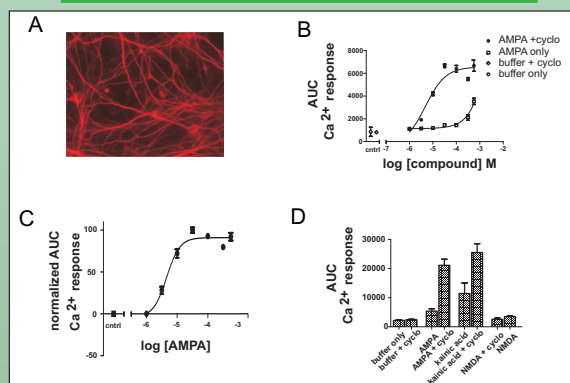 A
B
AMPA +cyclo
AMPA only
buffer + cyclo
buffer only
AUC
Ca 2+ response
8000
6000
4000
2000
0
cntrl
-7
-6
-5
-4
-3
-2
log [compound] M
C
normalized AUC
Ca 2+ response
100
50
0
-50
cntrl
-6
-5
-4
-3
log [AMPA]
D
AUC
Ca 2+ response
30000
20000
10000
0
buffer only
buffer + cyclo
AMPA
AMPA + cyclo
kainic acid
kainic acid + cyclo
NMDA + cyclo
NMDA